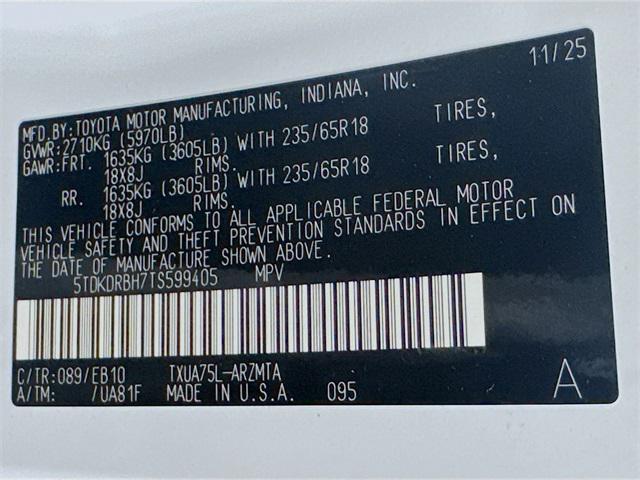 11/25
MFD.BY:TOYOTA MOTOR MANUFACTURING, INDIANA, INC.
GVWR:2710KG (5970LB)
GAWR:FRT. 1635KG (3605LB) WITH 235/65R18 TIRES,
18X8J RIMS.
RR. 1635KG (3605LB) WITH 235/65R18 TIRES,
18X8J RIMS.
THIS VEHICLE CONFORMS TO ALL APPLICABLE FEDERAL MOTOR
VEHICLE SAFETY AND THEFT PREVENTION STANDARDS IN EFFECT ON
THE DATE OF MANUFACTURE SHOWN ABOVE.
5TDKDRBH7TS599405 MPV
C/TR:089/EB10 TXUA75L-ARZMTA
A/TM: /UA81F MADE IN U.S.A. 095
A